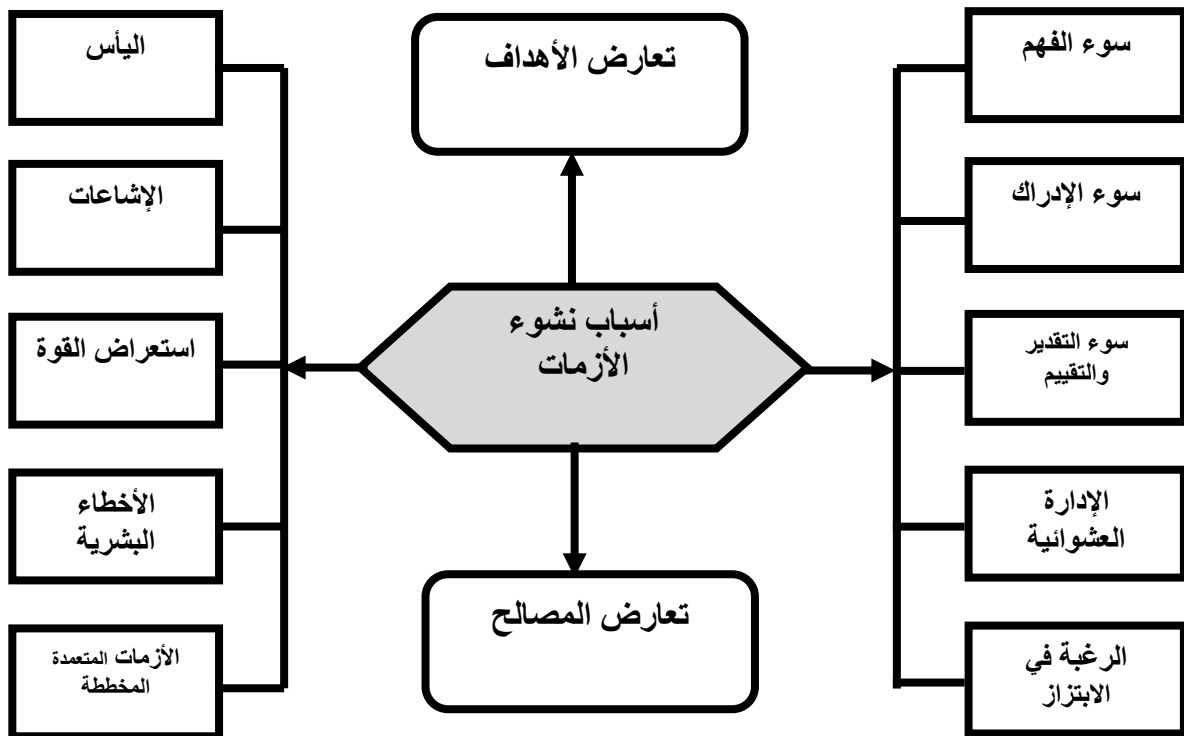 سوء الفهم
سوء الإدراك
سوء التقدير
والتقييم
الإدارة
العشوائية
الرغبة في
الابتزاز
تعارض الأهداف
أسباب نشوء
الأزمات
تعارض المصالح
اليأس
الإشاعات
استعراض القوة
الأخطاء
البشرية
الأزمات المتعمدة
المخططة